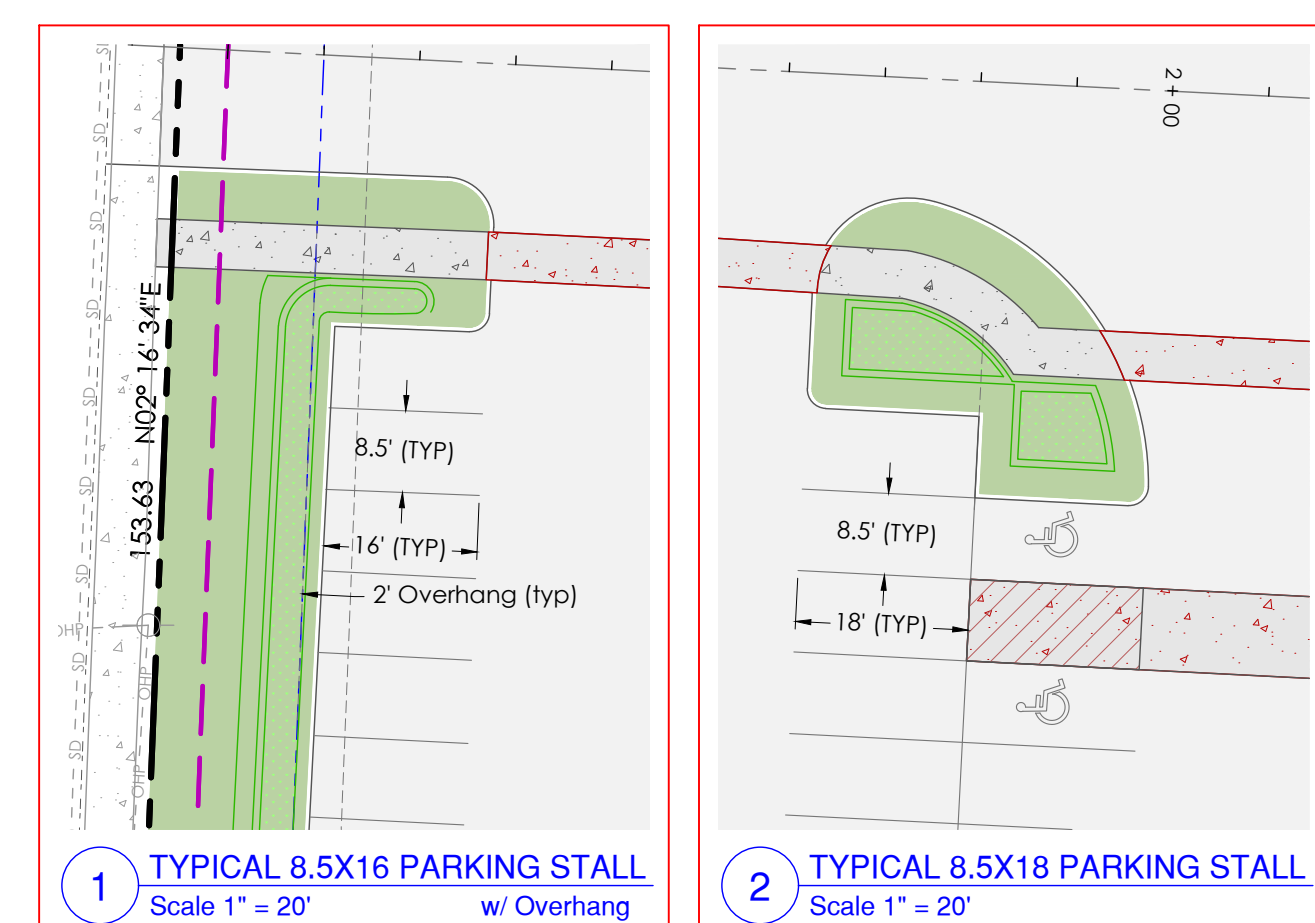 SD
SD
SD
SD
SD
SD
SD
153.63 N02° 16' 34"E
OHP
OHP
OHP
8.5' (TYP)
16' (TYP)
2' Overhang (typ)
1
TYPICAL 8.5X16 PARKING STALL
Scale 1" = 20' w/ Overhang
2+00
8.5' (TYP)
18' (TYP)
2
TYPICAL 8.5X18 PARKING STALL
Scale 1" = 20'